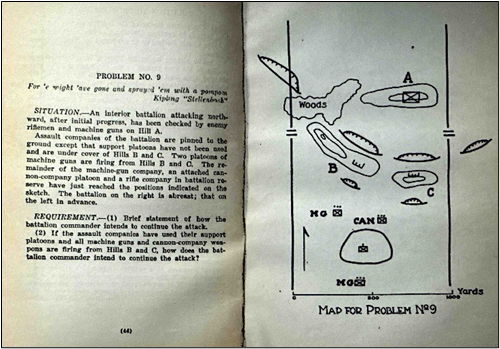 PROBLEM NO. 9
For 'e might 'ave gone and sprayed 'em with a pompom
Kipling "Stellenbosh"
SITUATION.—An interior battalion attacking north-
ward, after initial progress, has been checked by enemy
riflemen and machine guns on Hill A.
Assault companies of the battalion are pinned to the
ground except that support platoons have not been used
and are under cover of Hills B and C. Two platoons of
machine guns are firing from Hills B and C. The re-
mainder of the machine-gun company, an attached can-
non-company platoon and a rifle company in battalion re-
serve have just reached the positions indicated on the
sketch. The battalion on the right is abreast; that on
the left in advance.
REQUIREMENT.—(1) Brief statement of how the
battalion commander intends to continue the attack.
(2) If the assault companies have used their support
platoons and all machine guns and cannon-company wea-
pons are firing from Hills B and C, how does the bat-
talion commander intend to continue the attack?
(44)
A
Woods
B
C
MG
CAN
MG
0 500 1000 Yards
MAP FOR PROBLEM Nº9